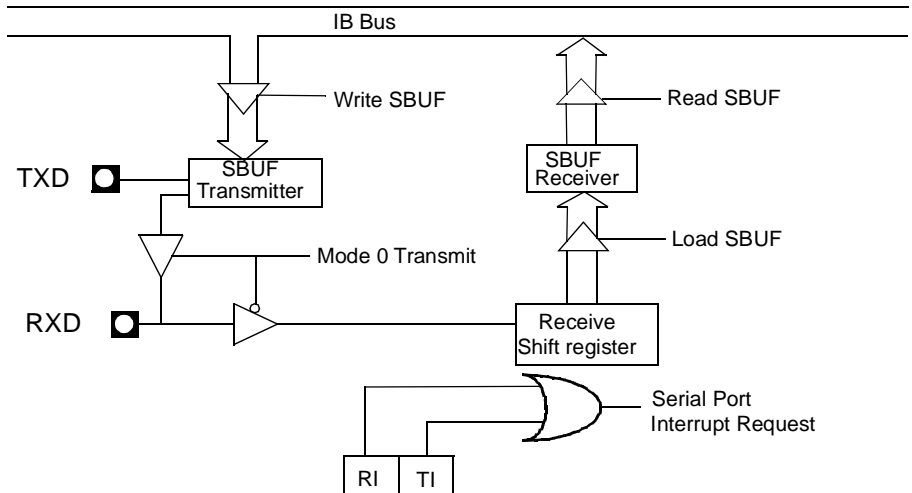 IB Bus
Write SBUF
Read SBUF
TXD
SBUF
Transmitter
SBUF
Receiver
Load SBUF
Mode 0 Transmit
RXD
Receive
Shift register
Serial Port
Interrupt Request
RI
TI